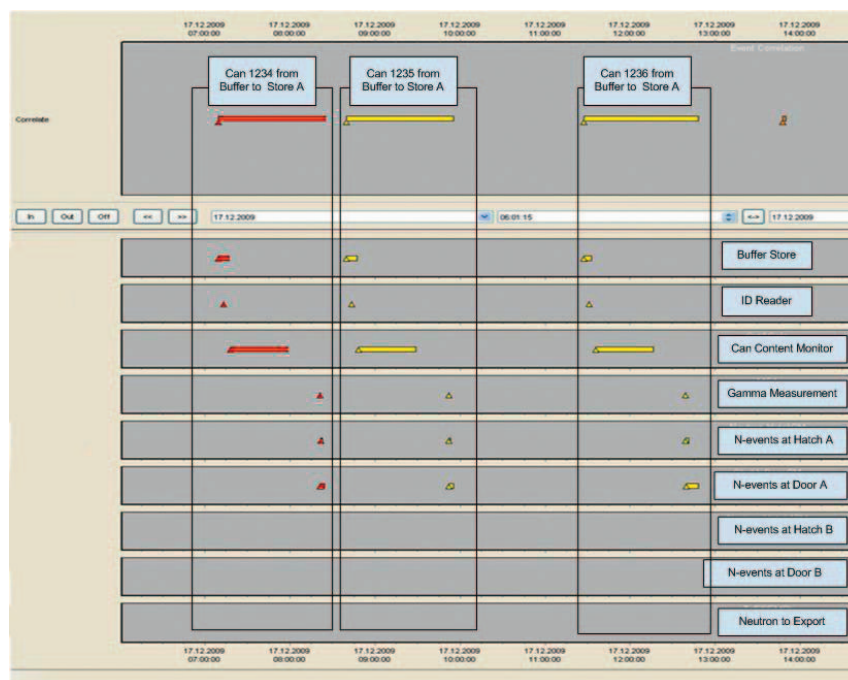 17.12.2009 17.12.2009 17.12.2009 17.12.2009 17.12.2009 17.12.2009 17.12.2009 17.12.2009
07:00:00 08:00:00 09:00:00 10:00:00 11:00:00 12:00:00 13:00:00 14:00:00
Event Correlation
Can 1234 from
Buffer to Store A
Can 1235 from
Buffer to Store A
Can 1236 from
Buffer to Store A
Correlate
In Out Off << >> 17.12.2009 06:01:15 <-> 17.12.2009
Buffer Store
ID Reader
Can Content Monitor
Gamma Measurement
N-events at Hatch A
N-events at Door A
N-events at Hatch B
N-events at Door B
Neutron to Export
17.12.2009 17.12.2009 17.12.2009 17.12.2009 17.12.2009 17.12.2009 17.12.2009 17.12.2009
07:00:00 08:00:00 09:00:00 10:00:00 11:00:00 12:00:00 13:00:00 14:00:00